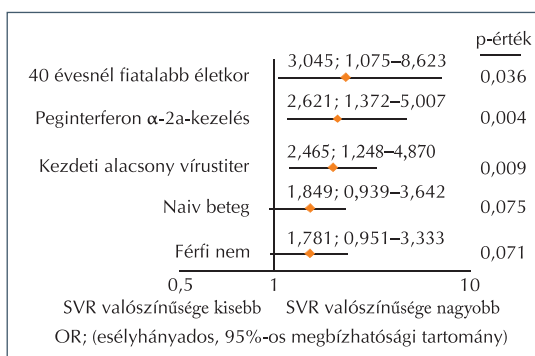 p-érték
3,045; 1,075–8,623
40 évesnél fiatalabb életkor
0,036
2,621; 1,372–5,007
Peginterferon α-2a-kezelés
0,004
2,465; 1,248–4,870
Kezdeti alacsony vírustiter
0,009
1,849; 0,939–3,642
Naiv beteg
0,075
1,781; 0,951–3,333
Férfi nem
0,071
0,5 1 10
SVR valószínűsége kisebb SVR valószínűsége nagyobb
OR; (esélyhányados, 95%-os megbízhatósági tartomány)